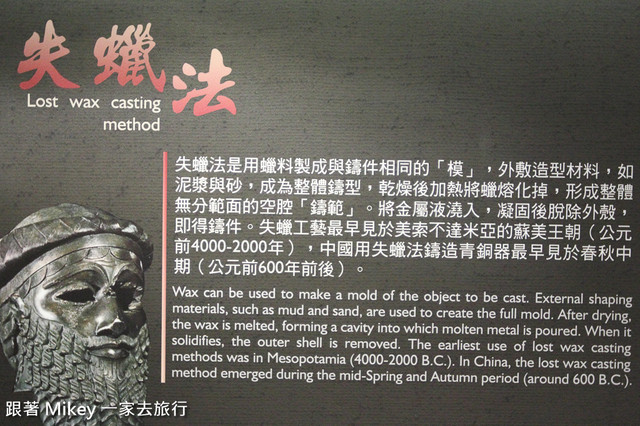 失蠟法
Lost wax casting
method
失蠟法是用蠟料製成與鑄件相同的「模」，外敷造型材料，如
泥漿與砂，成為整體鑄型，乾燥後加熱將蠟熔化掉，形成整體
無分範面的空腔「鑄範」。將金屬液澆入，凝固後脫除外殼，
即得鑄件。失蠟工藝最早見於美索不達米亞的蘇美王朝（公元
前4000-2000年），中國用失蠟法鑄造青銅器最早見於春秋中
期（公元前600年前後）。
Wax can be used to make a mold of the object to be cast. External shaping
materials, such as mud and sand, are used to create the full mold. After drying,
the wax is melted, forming a cavity into which molten metal is poured. When it
solidifies, the outer shell is removed. The earliest use of lost wax casting
methods was in Mesopotamia (4000-2000 B.C.). In China, the lost wax casting
method emerged during the mid-Spring and Autumn period (around 600 B.C.).
跟著 Mikey 一家去旅行